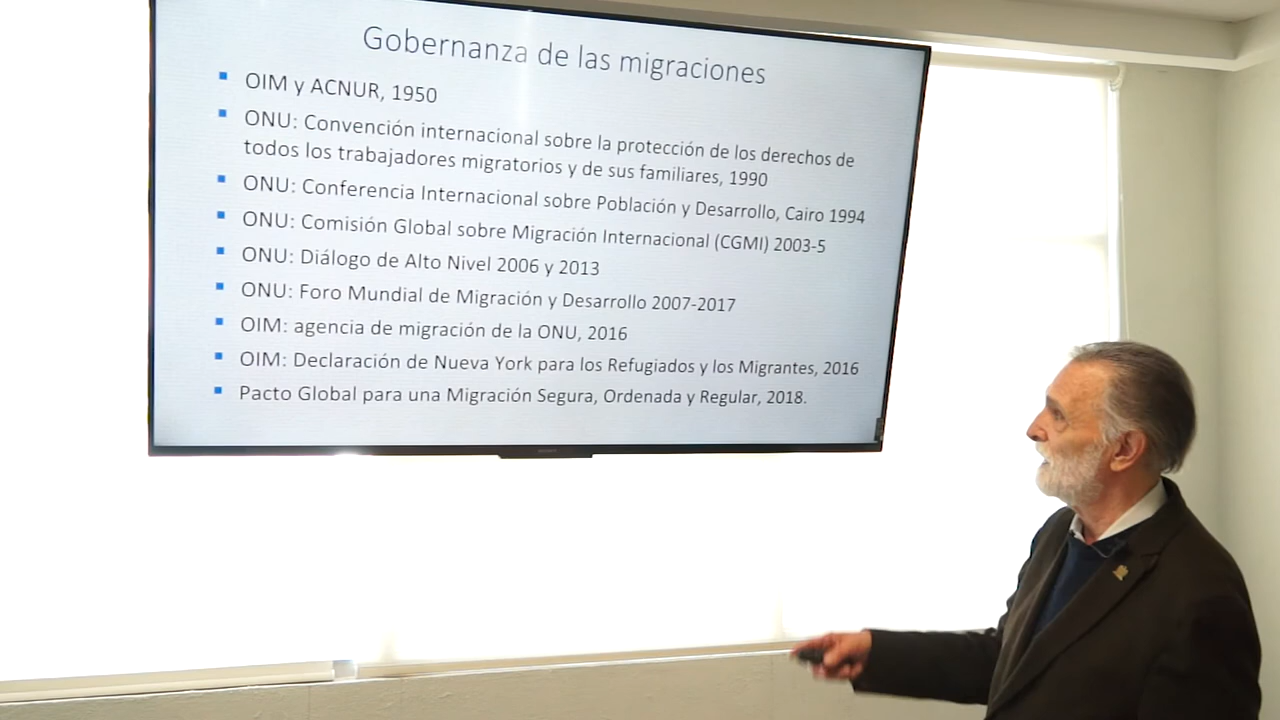 Gobernanza de las migraciones
OIM y ACNUR, 1950
ONU: Convención internacional sobre la protección de los derechos de
todos los trabajadores migratorios y de sus familiares, 1990
ONU: Conferencia Internacional sobre Población y Desarrollo, Cairo 1994
ONU: Comisión Global sobre Migración Internacional (CGMI) 2003-5
ONU: Diálogo de Alto Nivel 2006 y 2013
ONU: Foro Mundial de Migración y Desarrollo 2007-2017
OIM: agencia de migración de la ONU, 2016
OIM: Declaración de Nueva York para los Refugiados y los Migrantes, 2016
Pacto Global para una Migración Segura, Ordenada y Regular, 2018.